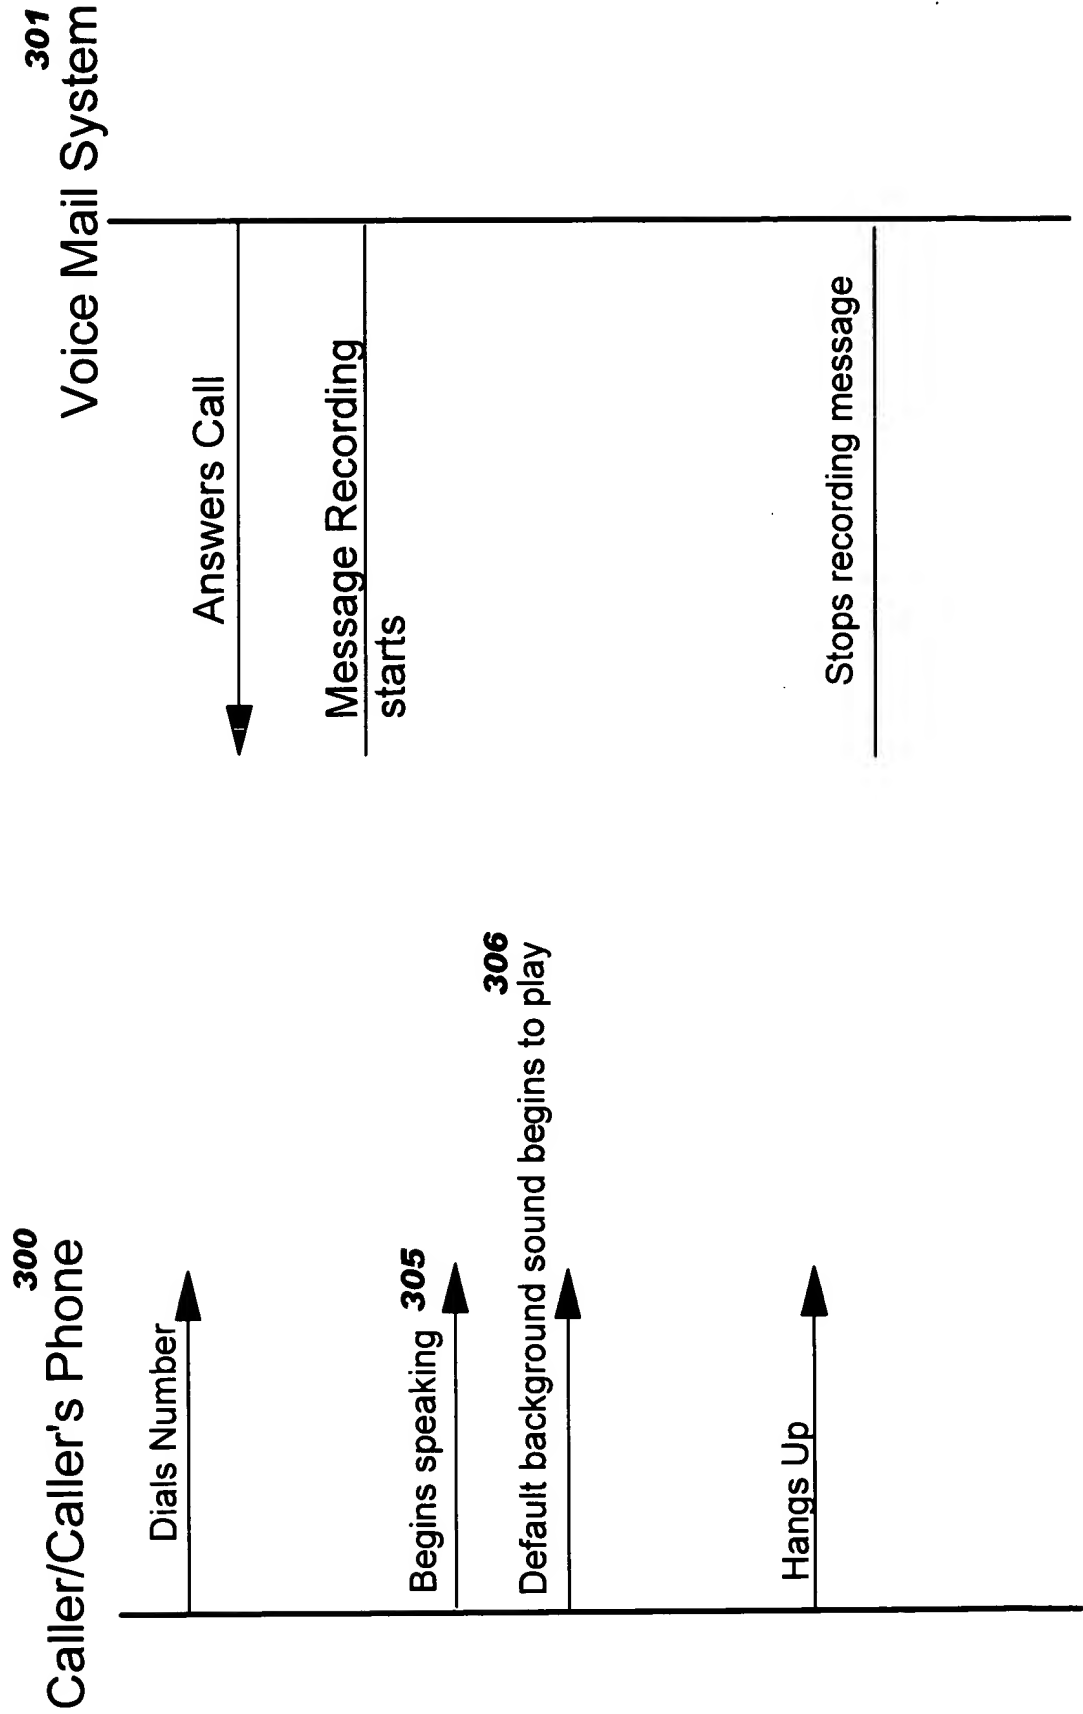 300
Caller/Caller's Phone
301
Voice Mail System
Dials Number
Answers Call
Message Recording
starts
Begins speaking 305
306
Default background sound begins to play
Hangs Up
Stops recording message